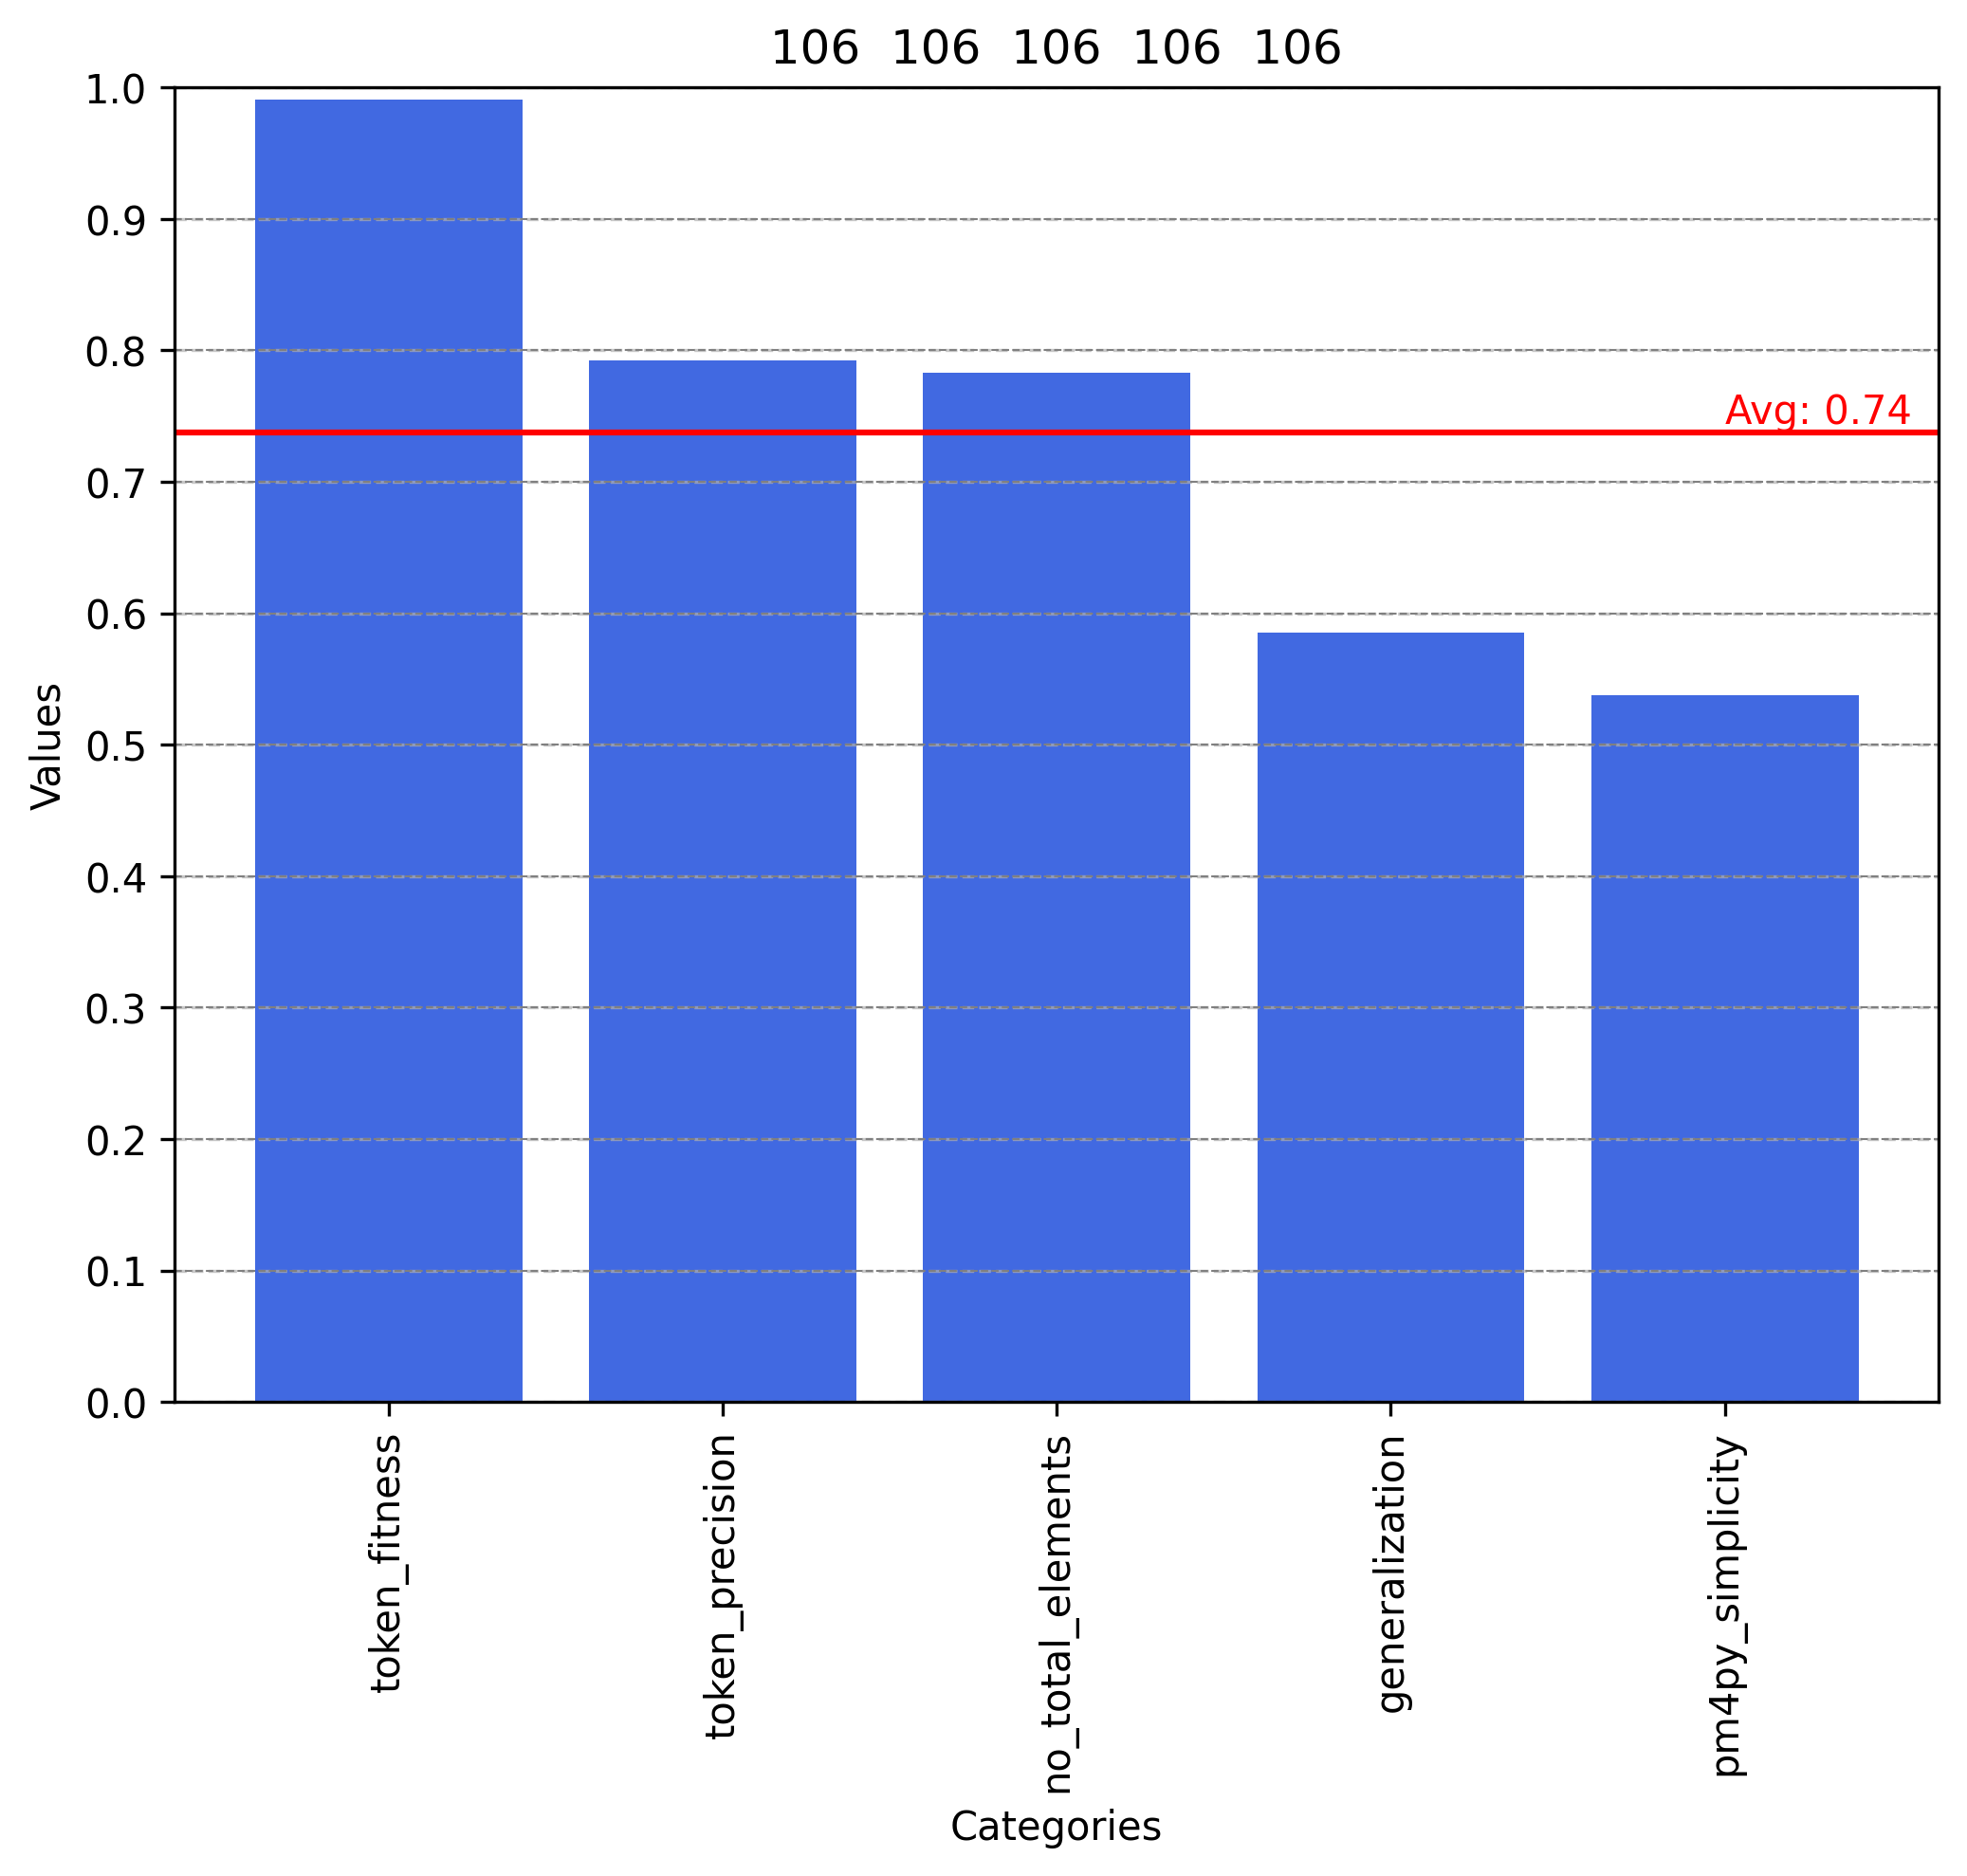 106  106  106  106  106
1.0
0.9
0.8
0.7
0.6
0.5
0.4
0.3
0.2
0.1
0.0
Values
Avg: 0.74
token_fitness
token_precision
no_total_elements
generalization
pm4py_simplicity
Categories